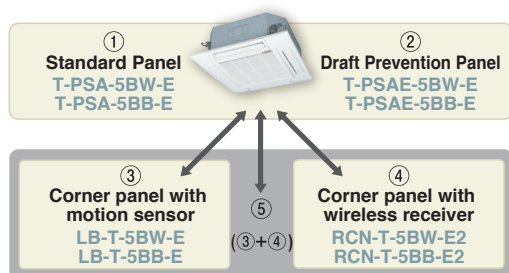 ①
Standard Panel
T-PSA-5BW-E
T-PSA-5BB-E
②
Draft Prevention Panel
T-PSAE-5BW-E
T-PSAE-5BB-E
③
Corner panel with
motion sensor
LB-T-5BW-E
LB-T-5BB-E
⑤
(③+④)
④
Corner panel with
wireless receiver
RCN-T-5BW-E2
RCN-T-5BB-E2